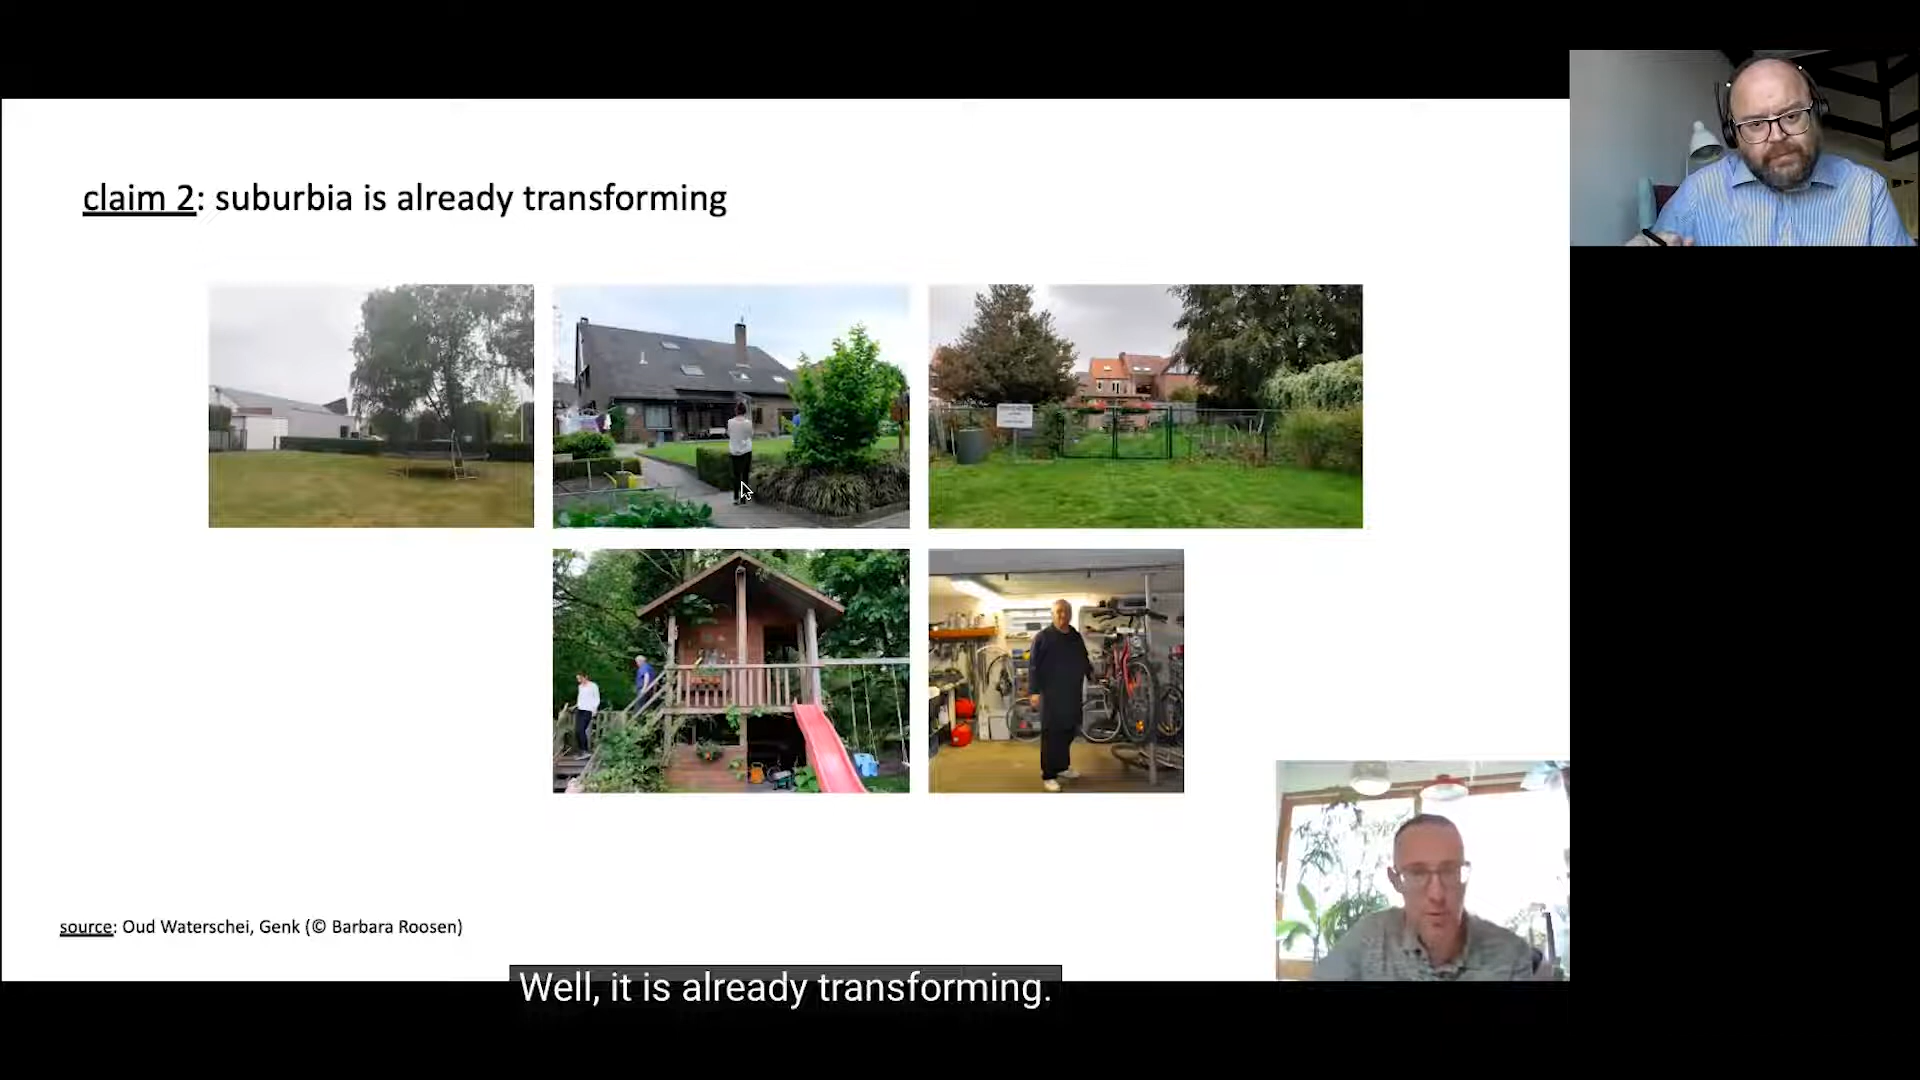 claim 2: suburbia is already transforming
source: Oud Waterschei, Genk (© Barbara Roosen)
Well, it is already transforming.